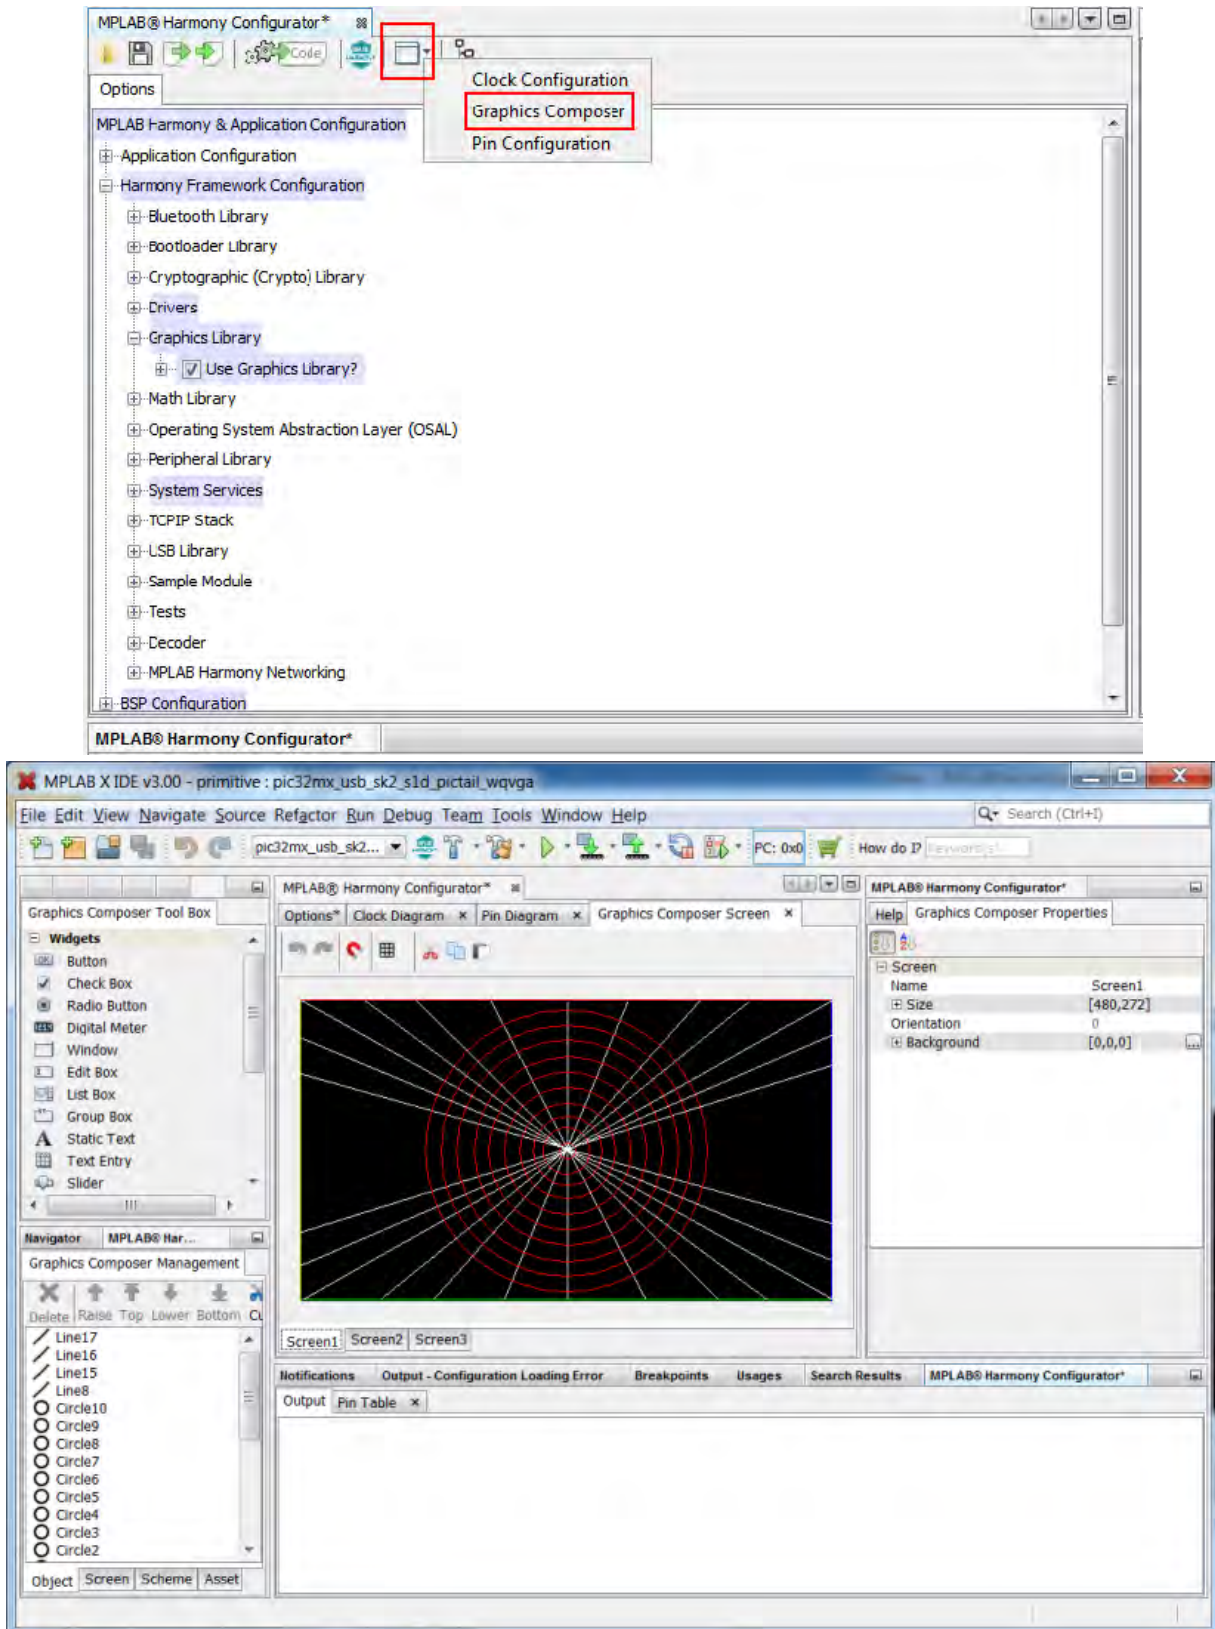 MPLAB® Harmony Configurator*
Code
Options
Clock Configuration
Graphics Composer
Pin Configuration
MPLAB Harmony & Application Configuration
Application Configuration
Harmony Framework Configuration
Bluetooth Library
Bootloader Library
Cryptographic (Crypto) Library
Drivers
Graphics Library
Use Graphics Library?
Math Library
Operating System Abstraction Layer (OSAL)
Peripheral Library
System Services
TCPIP Stack
USB Library
Sample Module
Tests
Decoder
MPLAB Harmony Networking
BSP Configuration
MPLAB® Harmony Configurator*
MPLAB X IDE v3.00 - primitive : pic32mx_usb_sk2_s1d_pictail_wqvga
File Edit View Navigate Source Refactor Run Debug Team Tools Window Help
Search (Ctrl+I)
pic32mx_usb_sk2...
PC: 0x0
How do I?
Graphics Composer Tool Box
Widgets
Button
Check Box
Radio Button
Digital Meter
Window
Edit Box
List Box
Group Box
Static Text
Text Entry
Slider
Navigator MPLAB® Har...
Graphics Composer Management
Delete Raise Top Lower Bottom
Line17
Line16
Line15
Line8
Circle10
Circle9
Circle8
Circle7
Circle6
Circle5
Circle4
Circle3
Circle2
Object Screen Scheme Asset
MPLAB® Harmony Configurator*
Options* Clock Diagram Pin Diagram Graphics Composer Screen
Screen1 Screen2 Screen3
MPLAB® Harmony Configurator*
Help Graphics Composer Properties
Screen
Name Screen1
Size [480,272]
Orientation 0
Background [0,0,0]
Notifications Output - Configuration Loading Error Breakpoints Usages Search Results MPLAB® Harmony Configurator*
Output Pin Table